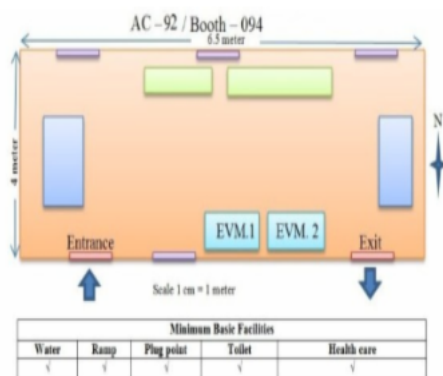 AC – 92 / Booth – 094
6.5 meter
4 meter
N
EVM.1 EVM. 2
Entrance Exit
Scale 1 cm = 1 meter
Minimum Basic Facilities
Water Ramp Plug point Toilet Health care
√ √ √ √ √